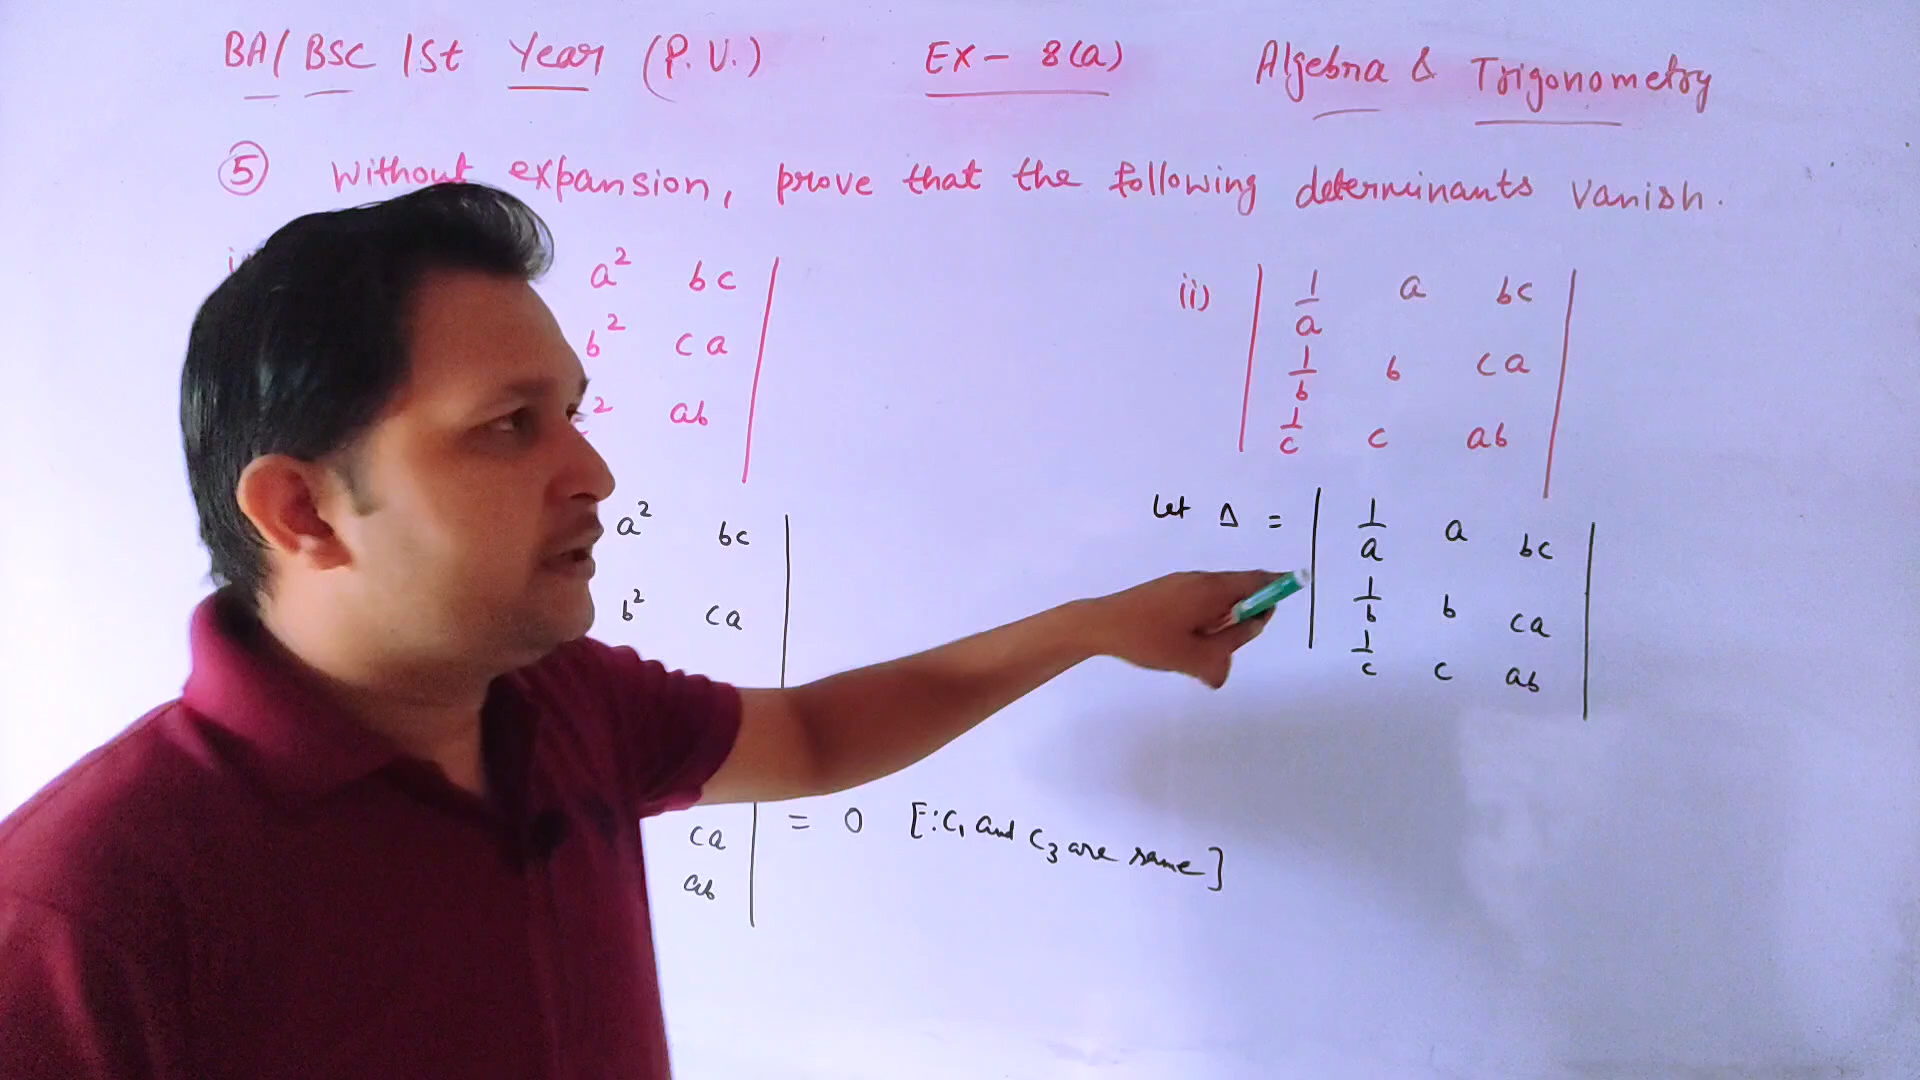 BA/BSC 1St Year (P.U.) EX- 8(a) Algebra & Trigonometry
5 Without expansion, prove that the following determinants vanish.
a² bc
b² ca
2 ab
ii) 1/a a bc
1/b b ca
1/c c ab
a² bc
b² ca
ca = 0 [∵C₁ and C₃ are same]
ab
Let Δ = 1/a a bc
1/b b ca
1/c c ab